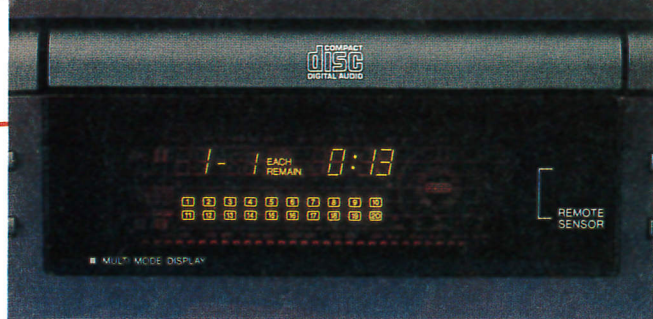 COMPACT
disc
DIGITAL AUDIO
1- 1 EACH REMAIN 0:13
1 2 3 4 5 6 7 8 9 10
11 12 13 14 15 16 17 18 19 20
REMOTE
SENSOR
MULTI MODE DISPLAY